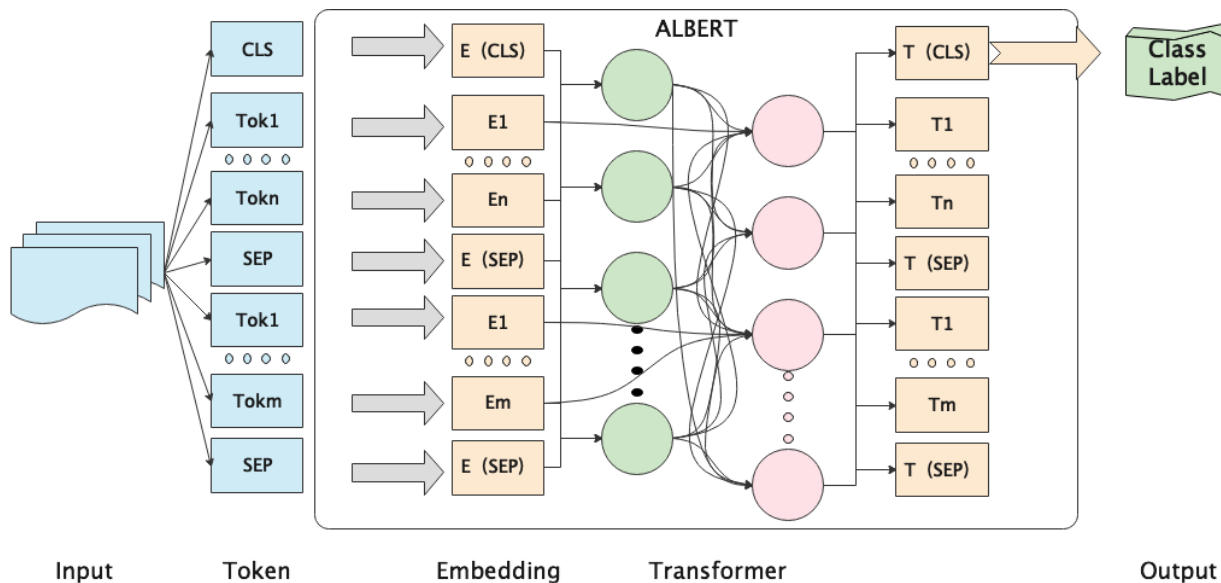 ALBERT
CLS
Tok1
Tokn
SEP
Tok1
Tokm
SEP
E (CLS)
E1
En
E (SEP)
E1
Em
E (SEP)
T (CLS)
T1
Tn
T (SEP)
T1
Tm
T (SEP)
Class
Label
Input
Token
Embedding
Transformer
Output